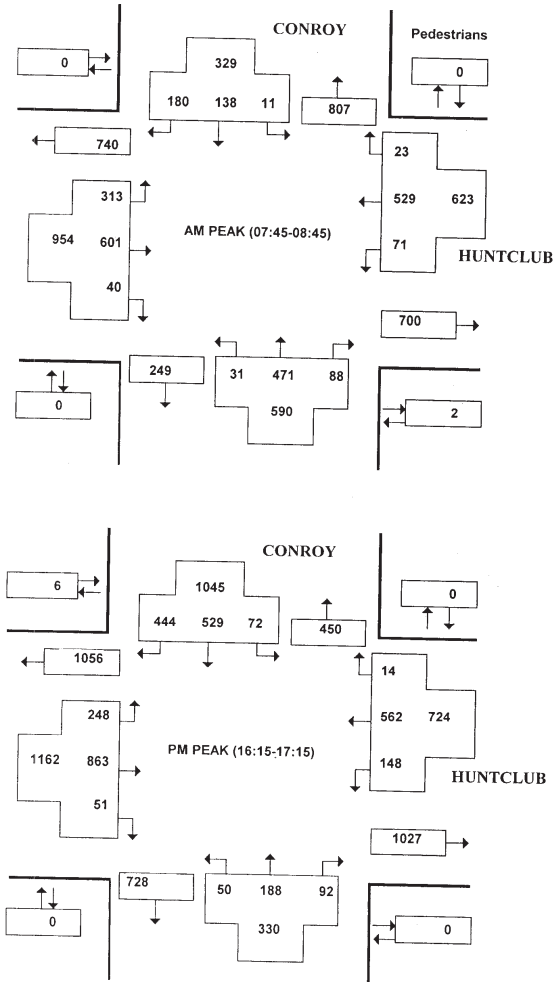 CONROY
Pedestrians
0
329
0
180 138 11
807
740
23
313
529 623
AM PEAK (07:45-08:45)
954 601
71
HUNTCLUB
40
700
249
31 471 88
0
590
2
CONROY
6
1045
0
444 529 72
450
1056
14
248
562 724
PM PEAK (16:15-17:15)
1162 863
148
HUNTCLUB
51
1027
728
50 188 92
0
330
0